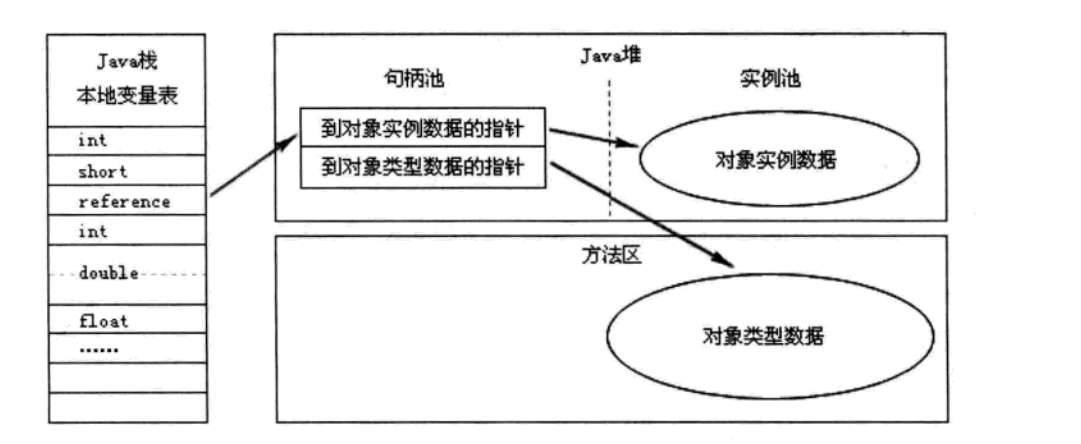 Java栈
本地变量表
int
short
reference
int
double
float
......
Java堆
句柄池
实例池
到对象实例数据的指针
到对象类型数据的指针
对象实例数据
方法区
对象类型数据